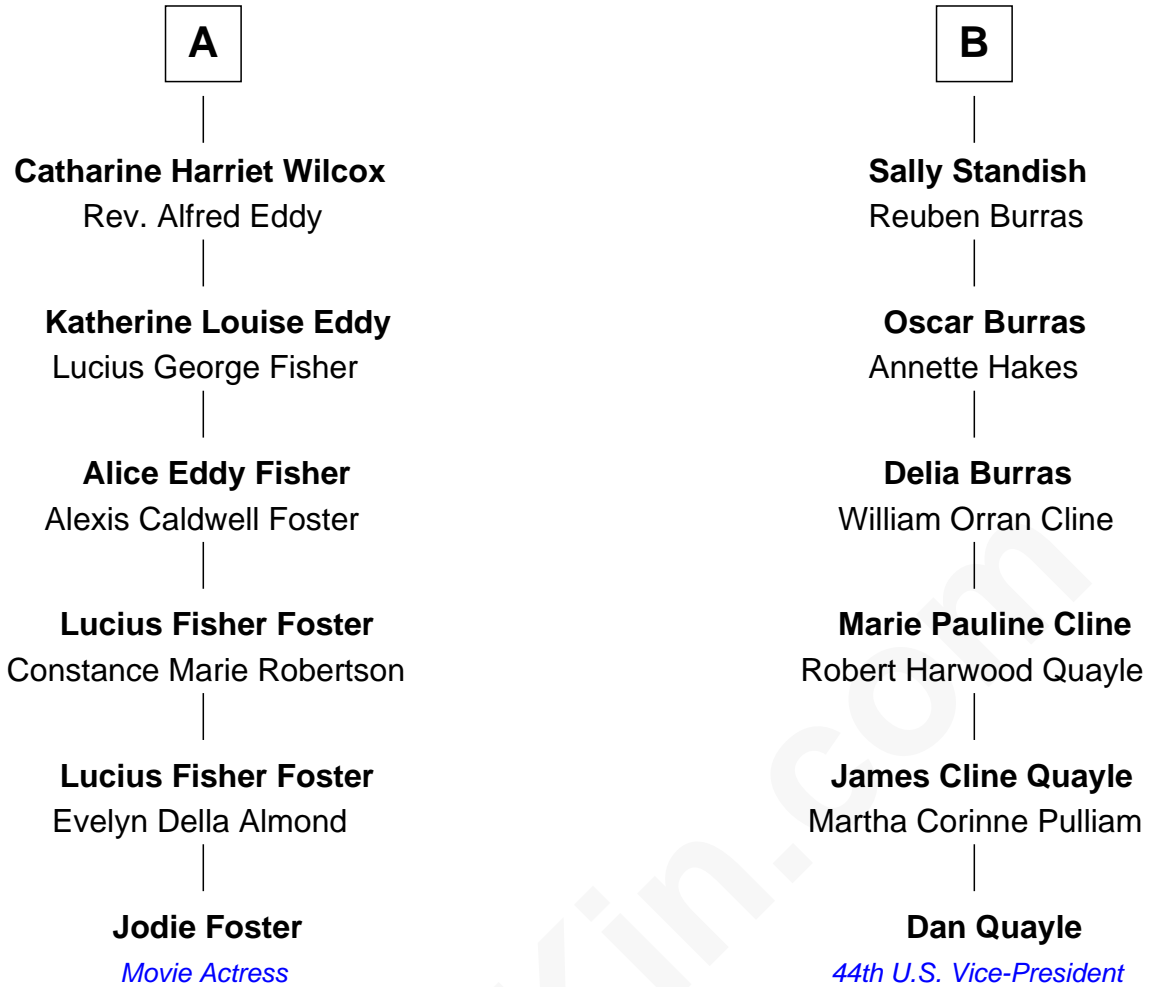 A
B
Catharine Harriet Wilcox
Rev. Alfred Eddy
Sally Standish
Reuben Burras
Katherine Louise Eddy
Lucius George Fisher
Oscar Burras
Annette Hakes
Alice Eddy Fisher
Alexis Caldwell Foster
Delia Burras
William Orran Cline
Lucius Fisher Foster
Constance Marie Robertson
Marie Pauline Cline
Robert Harwood Quayle
Lucius Fisher Foster
Evelyn Della Almond
James Cline Quayle
Martha Corinne Pulliam
Jodie Foster
Movie Actress
Dan Quayle
44th U.S. Vice-President
Kin.com